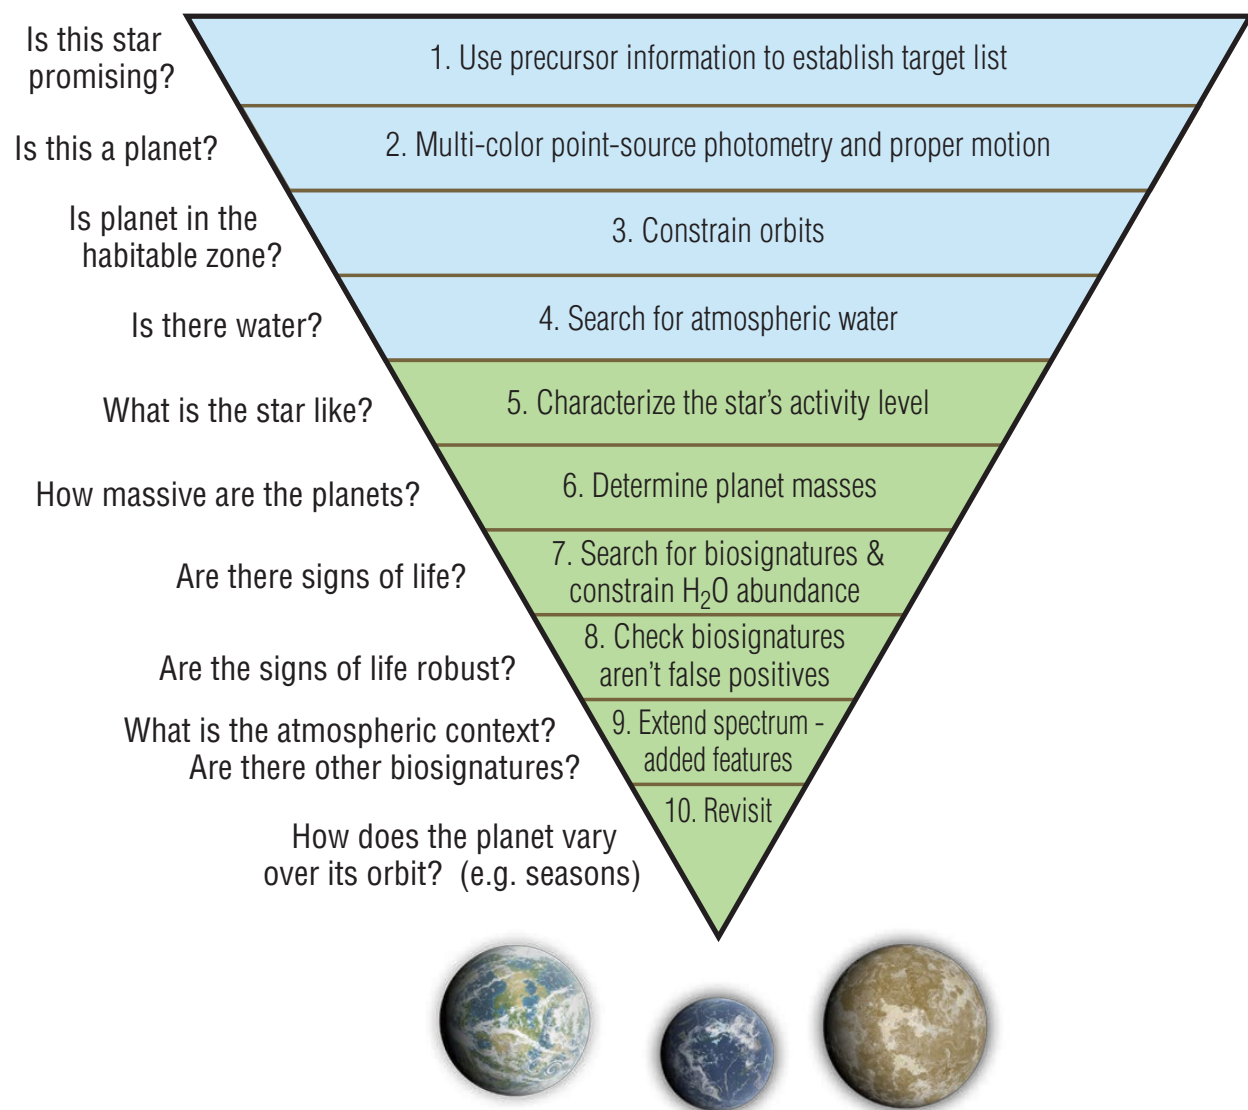 Is this star
promising?
1. Use precursor information to establish target list
Is this a planet?
2. Multi-color point-source photometry and proper motion
Is planet in the
habitable zone?
3. Constrain orbits
Is there water?
4. Search for atmospheric water
What is the star like?
5. Characterize the star’s activity level
How massive are the planets?
6. Determine planet masses
Are there signs of life?
7. Search for biosignatures &
constrain H₂O abundance
Are the signs of life robust?
8. Check biosignatures
aren’t false positives
What is the atmospheric context?
Are there other biosignatures?
9. Extend spectrum -
added features
How does the planet vary
over its orbit? (e.g. seasons)
10. Revisit